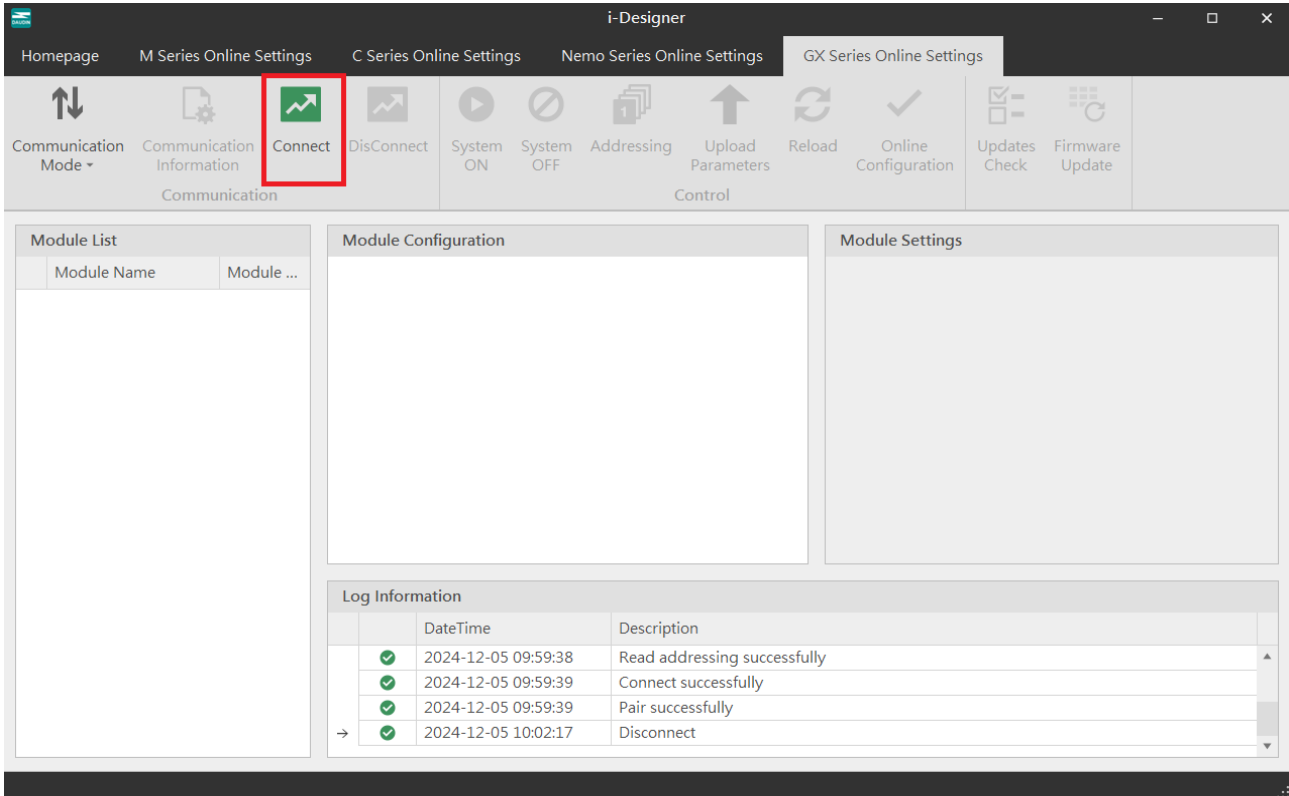 DAUDIN
i-Designer
Homepage M Series Online Settings C Series Online Settings Nemo Series Online Settings GX Series Online Settings
Communication Mode
Communication Information
Connect
DisConnect
System ON
System OFF
1
Addressing
Upload Parameters
Reload
Online Configuration
Updates Check
Firmware Update
Communication
Control
Module List
Module Name Module ...
Module Configuration
Module Settings
Log Information
DateTime Description
2024-12-05 09:59:38 Read addressing successfully
2024-12-05 09:59:39 Connect successfully
2024-12-05 09:59:39 Pair successfully
2024-12-05 10:02:17 Disconnect